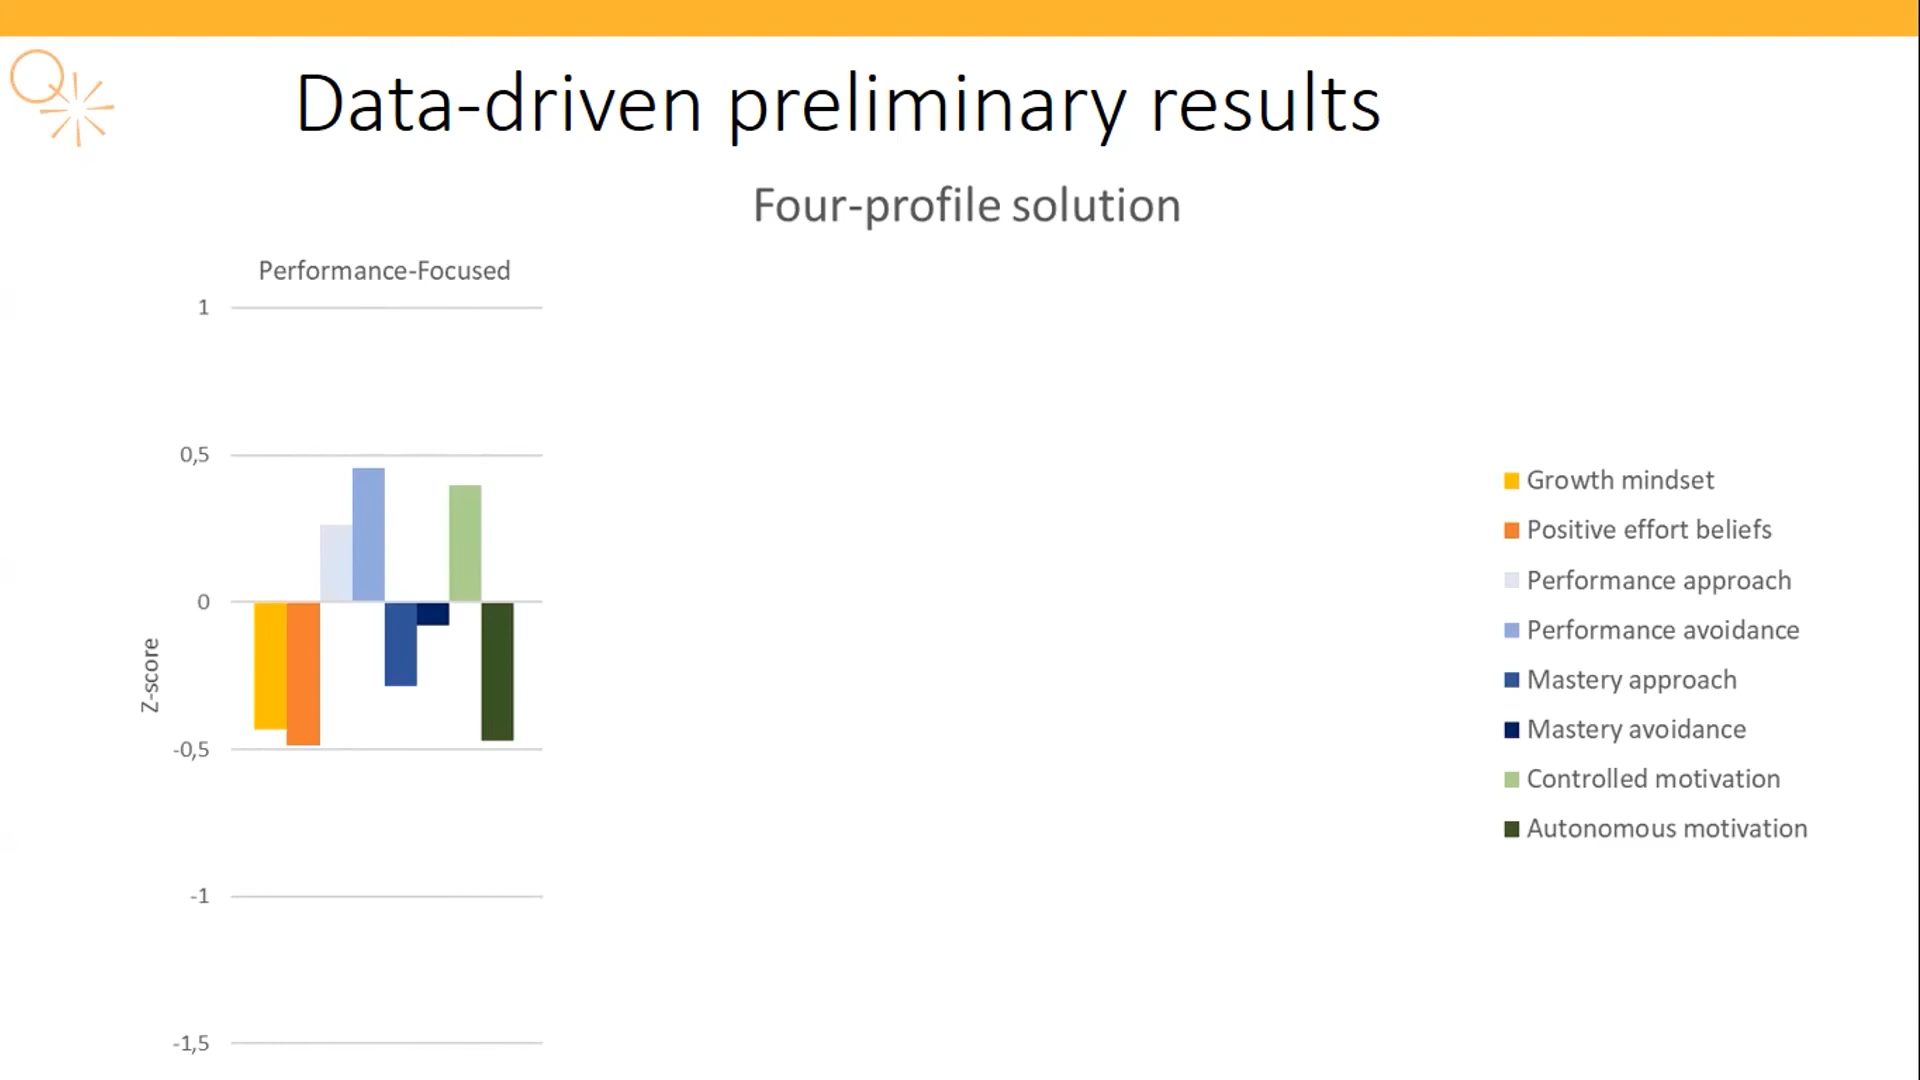 Data-driven preliminary results
Four-profile solution
Performance-Focused
1
0,5
0
-0,5
-1
-1,5
Z-score
Growth mindset
Positive effort beliefs
Performance approach
Performance avoidance
Mastery approach
Mastery avoidance
Controlled motivation
Autonomous motivation